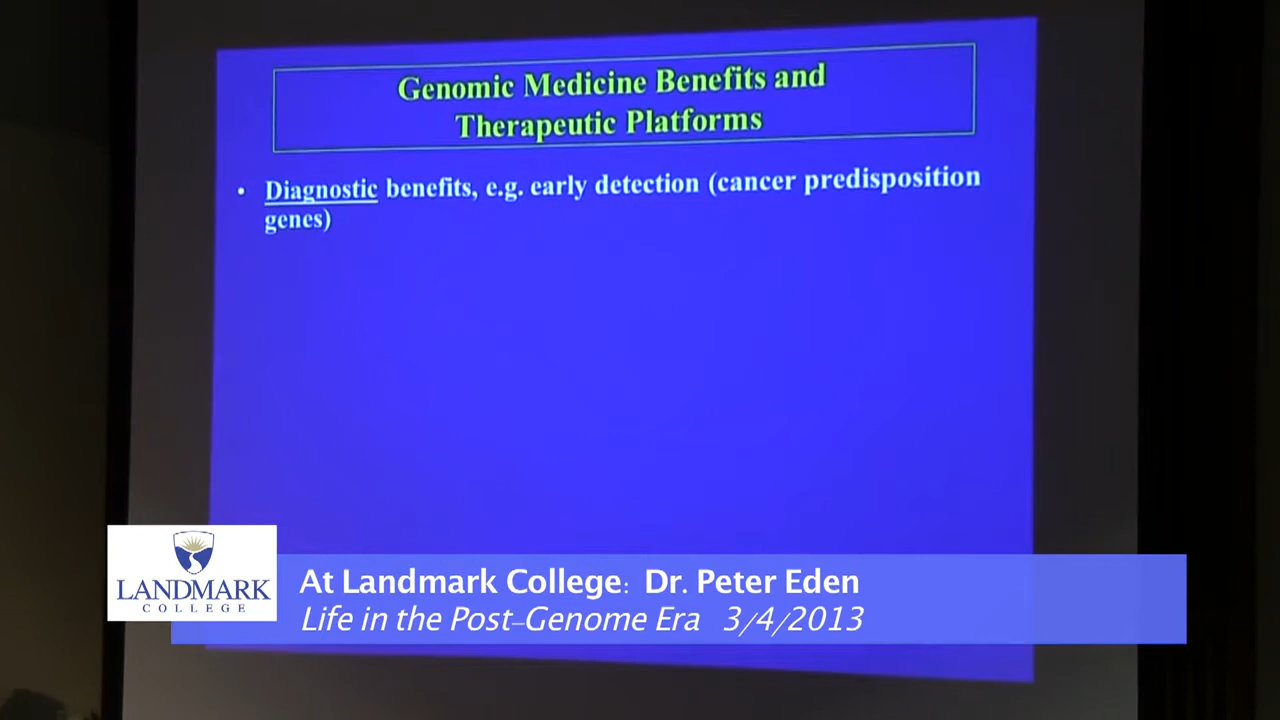 Genomic Medicine Benefits and
Therapeutic Platforms
• Diagnostic benefits, e.g. early detection (cancer predisposition
genes)
LANDMARK
COLLEGE
At Landmark College: Dr. Peter Eden
Life in the Post-Genome Era 3/4/2013